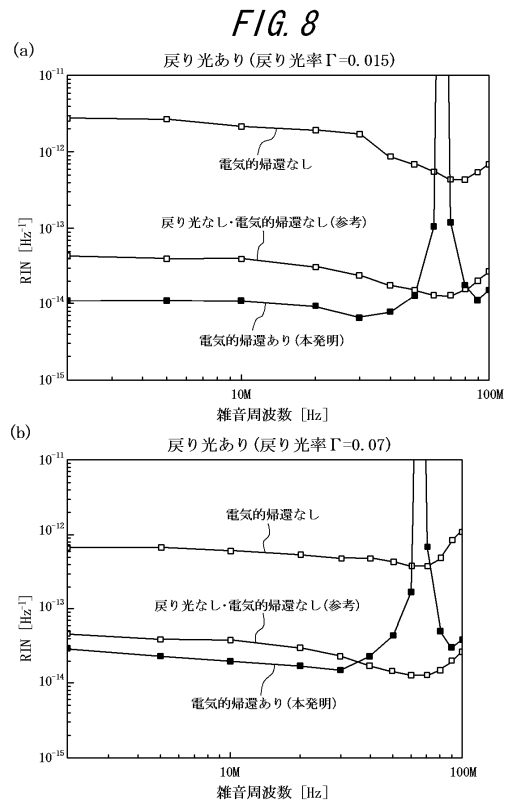 FIG. 8
(a)
戻り光あり(戻り光率Γ=0.015)
10-11
10-12
10-13
10-14
10-15
RIN [Hz-1]
電気的帰還なし
戻り光なし･電気的帰還なし(参考)
電気的帰還あり(本発明)
10M
100M
雑音周波数 [Hz]
(b)
戻り光あり(戻り光率Γ=0.07)
10-11
10-12
10-13
10-14
10-15
RIN [Hz-1]
電気的帰還なし
戻り光なし･電気的帰還なし(参考)
電気的帰還あり(本発明)
10M
100M
雑音周波数 [Hz]